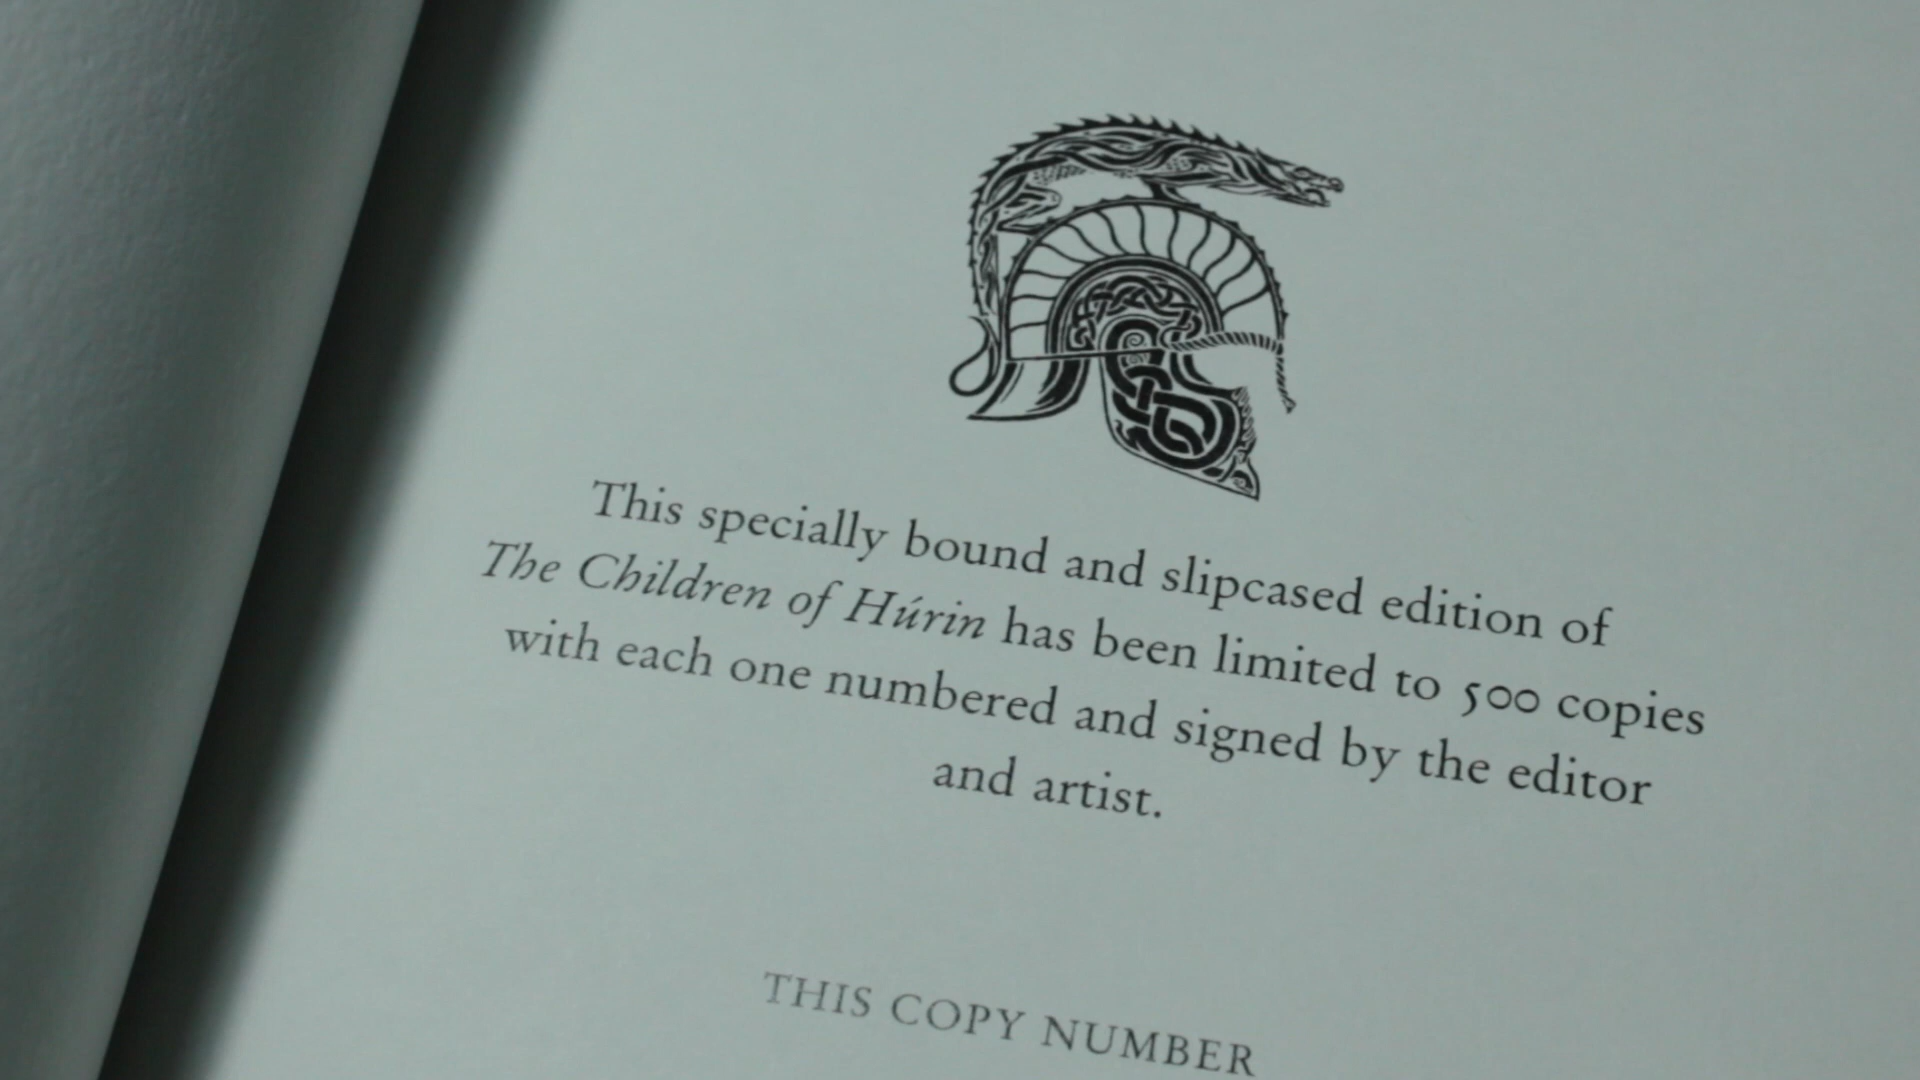 This specially bound and slipcased edition of
The Children of Húrin has been limited to 500 copies
with each one numbered and signed by the editor
and artist.
THIS COPY NUMBER